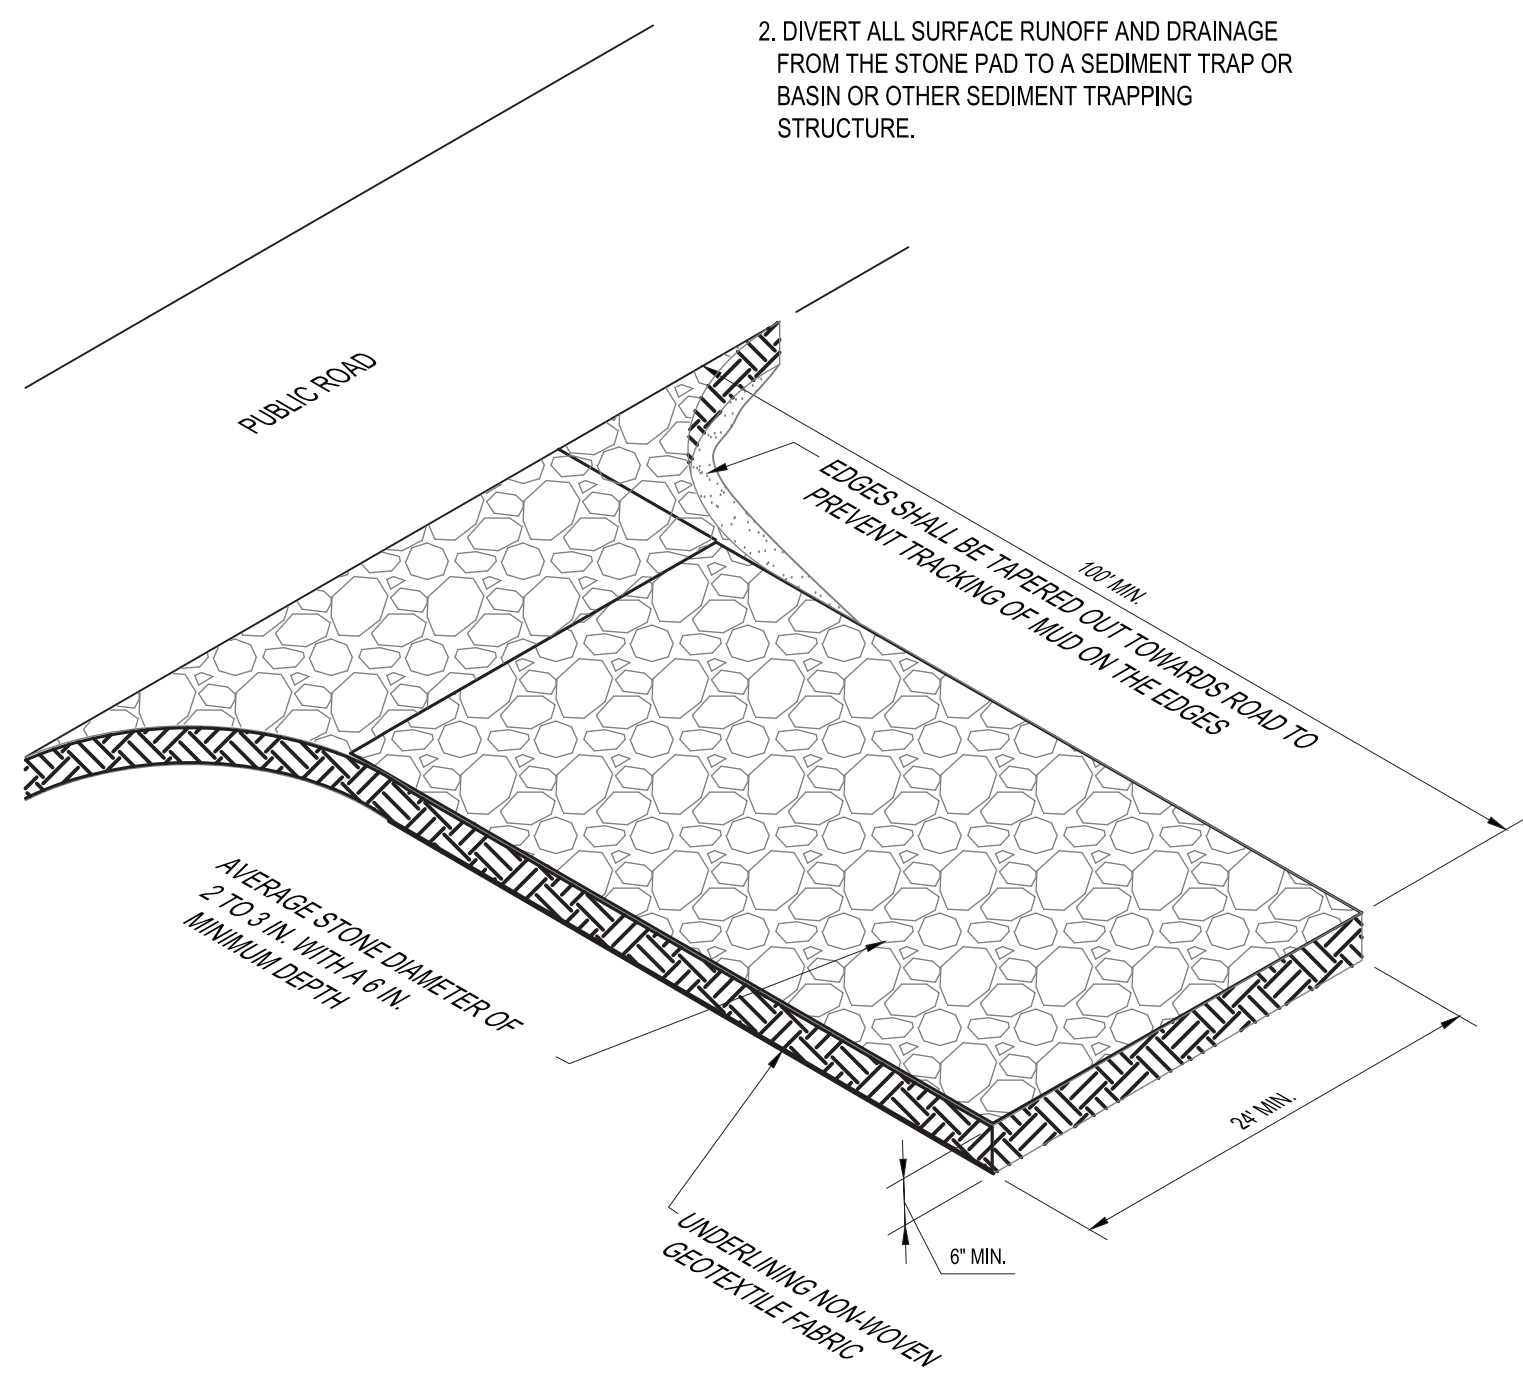 2. DIVERT ALL SURFACE RUNOFF AND DRAINAGE
FROM THE STONE PAD TO A SEDIMENT TRAP OR
BASIN OR OTHER SEDIMENT TRAPPING
STRUCTURE.
PUBLIC ROAD
EDGES SHALL BE TAPERED OUT TOWARDS ROAD TO
PREVENT TRACKING OF MUD ON THE EDGES
100' MIN.
AVERAGE STONE DIAMETER OF
2 TO 3 IN. WITH A 6 IN.
MINIMUM DEPTH
24' MIN.
6" MIN.
UNDERLINING NON-WOVEN
GEOTEXTILE FABRIC